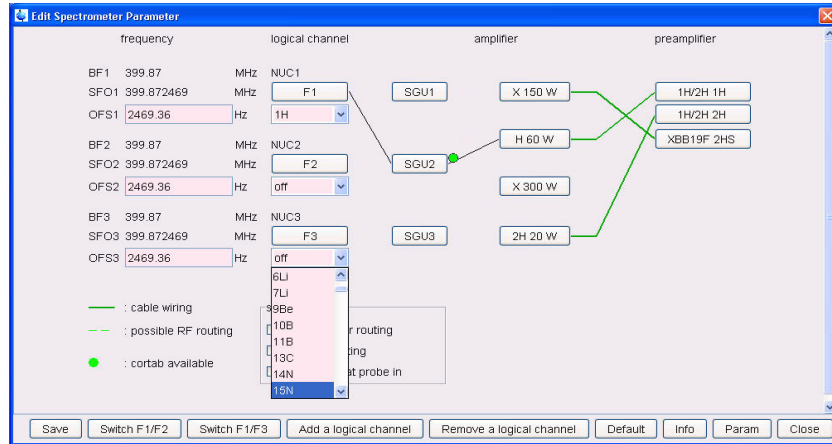 Edit Spectrometer Parameter
frequency logical channel amplifier preamplifier
BF1 399.87 MHz NUC1
SFO1 399.872469 MHz F1 SGU1 X 150 W 1H/2H 1H
OFS1 2469.36 Hz 1H 1H/2H 2H
BF2 399.87 MHz NUC2 H 60 W XBB19F 2HS
SFO2 399.872469 MHz F2 SGU2
OFS2 2469.36 Hz off X 300 W
BF3 399.87 MHz NUC3
SFO3 399.872469 MHz F3 SGU3 2H 20 W
OFS3 2469.36 Hz off
6Li
7Li
: cable wiring 9Be
: possible RF routing 10B r routing
11B
: cortab available 13C
14N at probe in
15N
Save Switch F1/F2 Switch F1/F3 Add a logical channel Remove a logical channel Default Info Param Close